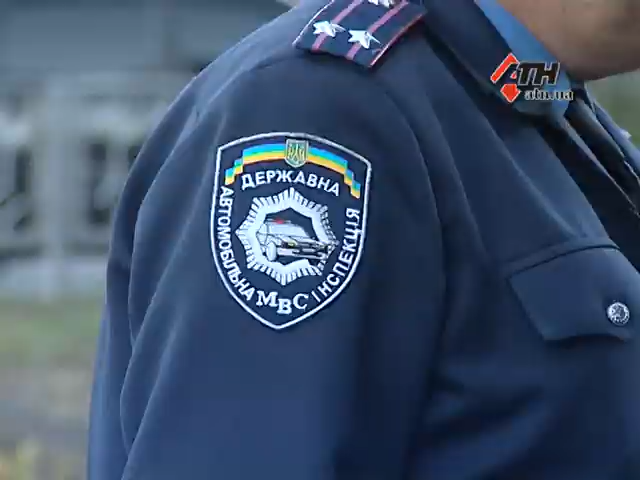 АТН
atn.ua
ДЕРЖАВНА
АВТОМОБІЛЬНА ІНСПЕКЦІЯ
МВС